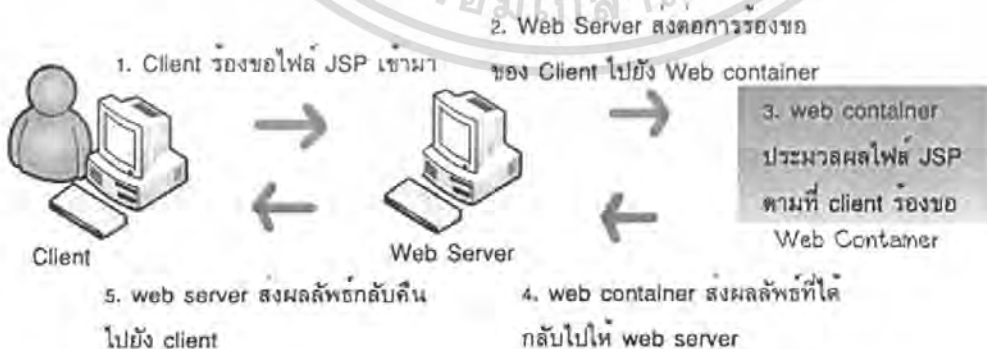 1. Client ร้องขอไฟล์ JSP เข้ามา
2. Web Server ส่งต่อการร้องขอ
ของ Client ไปยัง Web container
3. web container
ประมวลผลไฟล์ JSP
ตามที่ client ร้องขอ
Web Container
Client
Web Server
4. web container ส่งผลลัพธ์ที่ได้
กลับไปให้ web server
5. web server ส่งผลลัพธ์กลับคืน
ไปยัง client